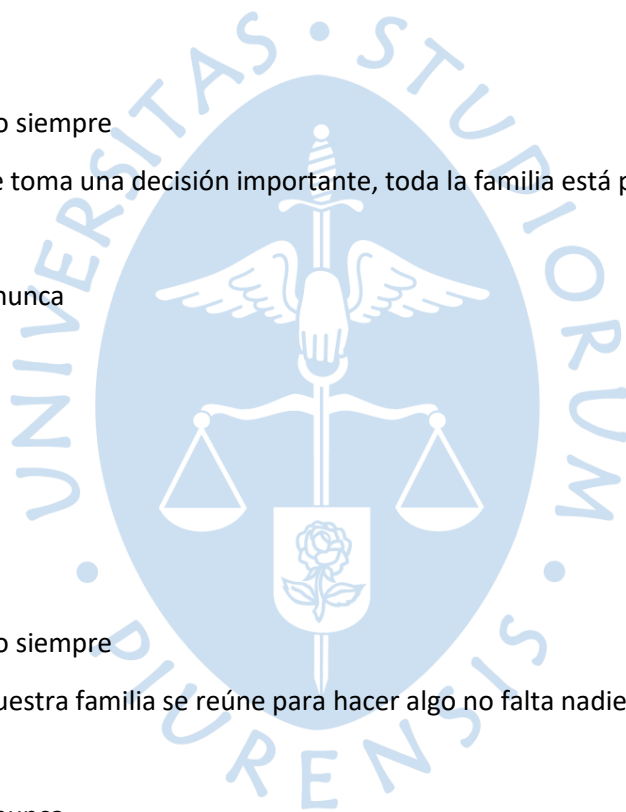 o siempre
e toma una decisión importante, toda la familia está p
nunca
o siempre
uestra familia se reúne para hacer algo no falta nadie
nunca
UNIVERSITAS • STUDIORUM • PIURENSIS